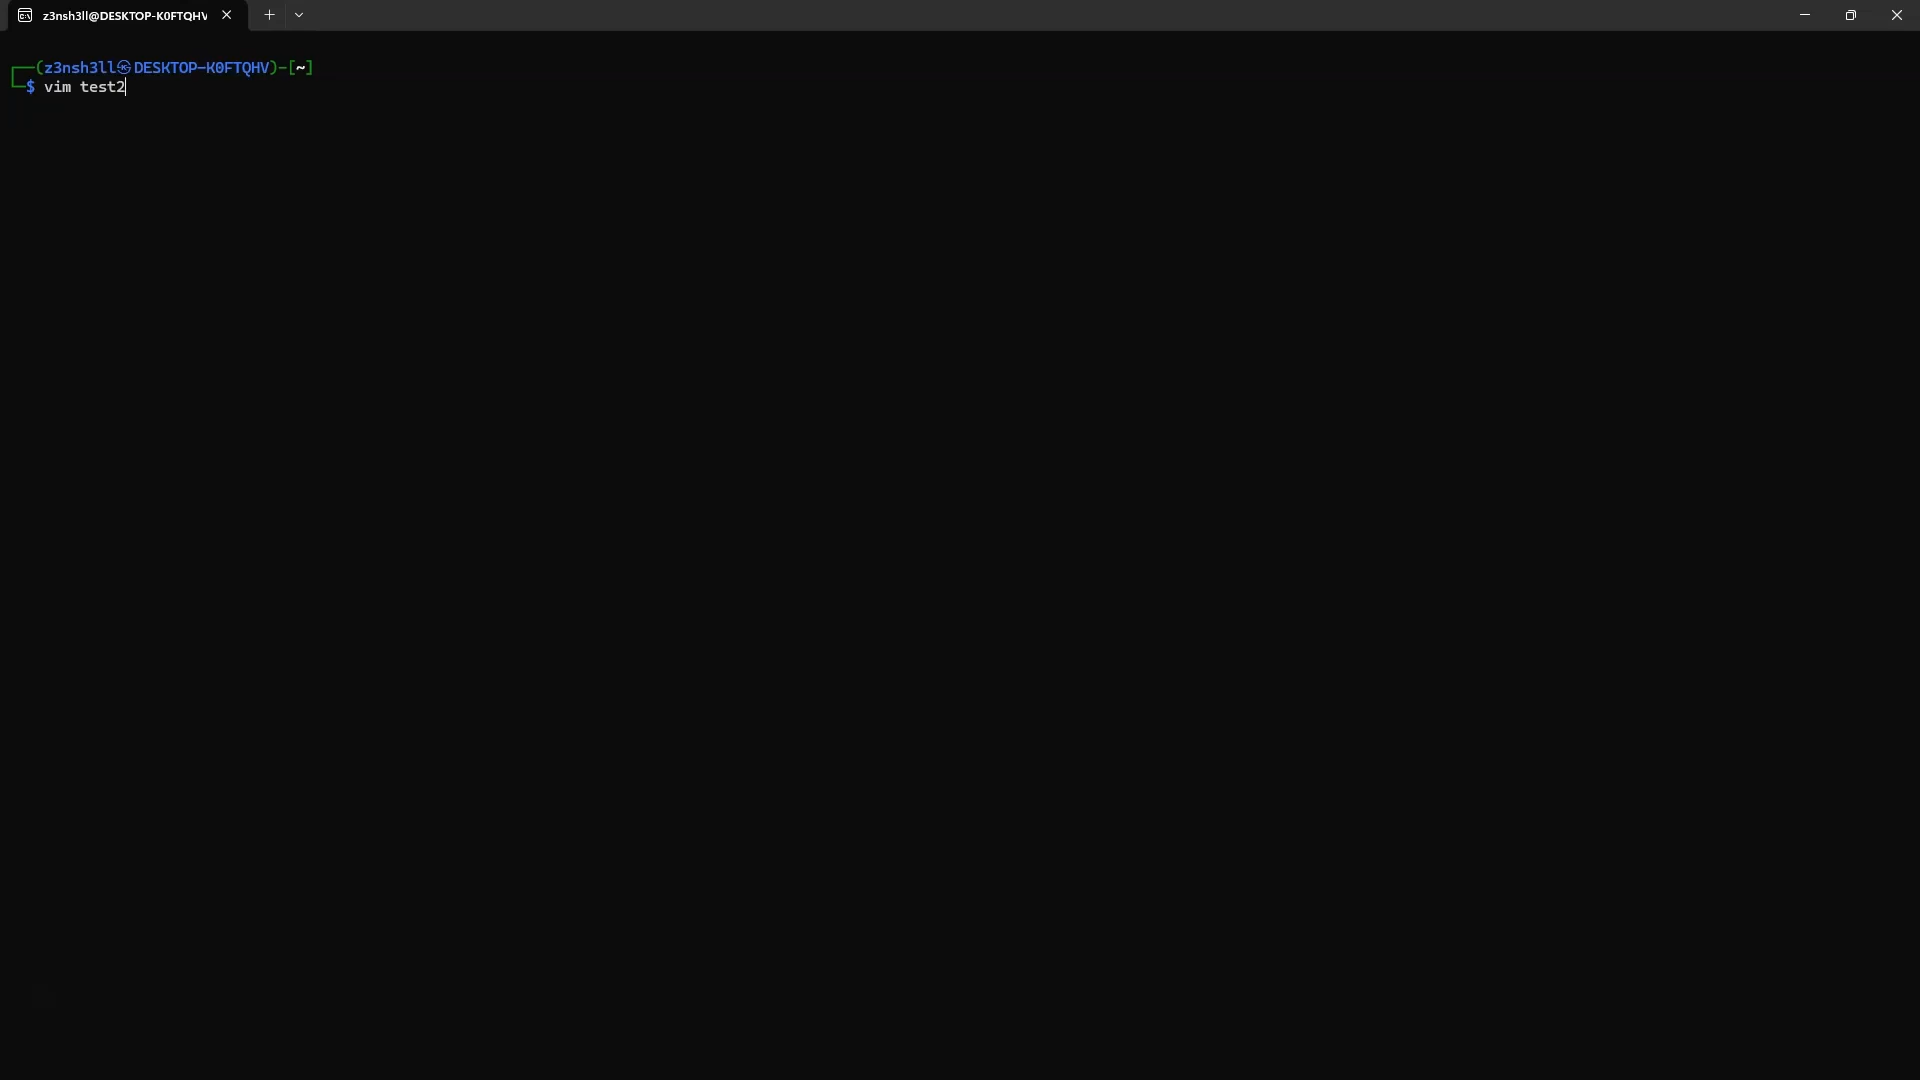 z3nsh3ll@DESKTOP-K0FTQHV
┌──(z3nsh3ll㉿DESKTOP-K0FTQHV)-[~]
└─$ vim test2